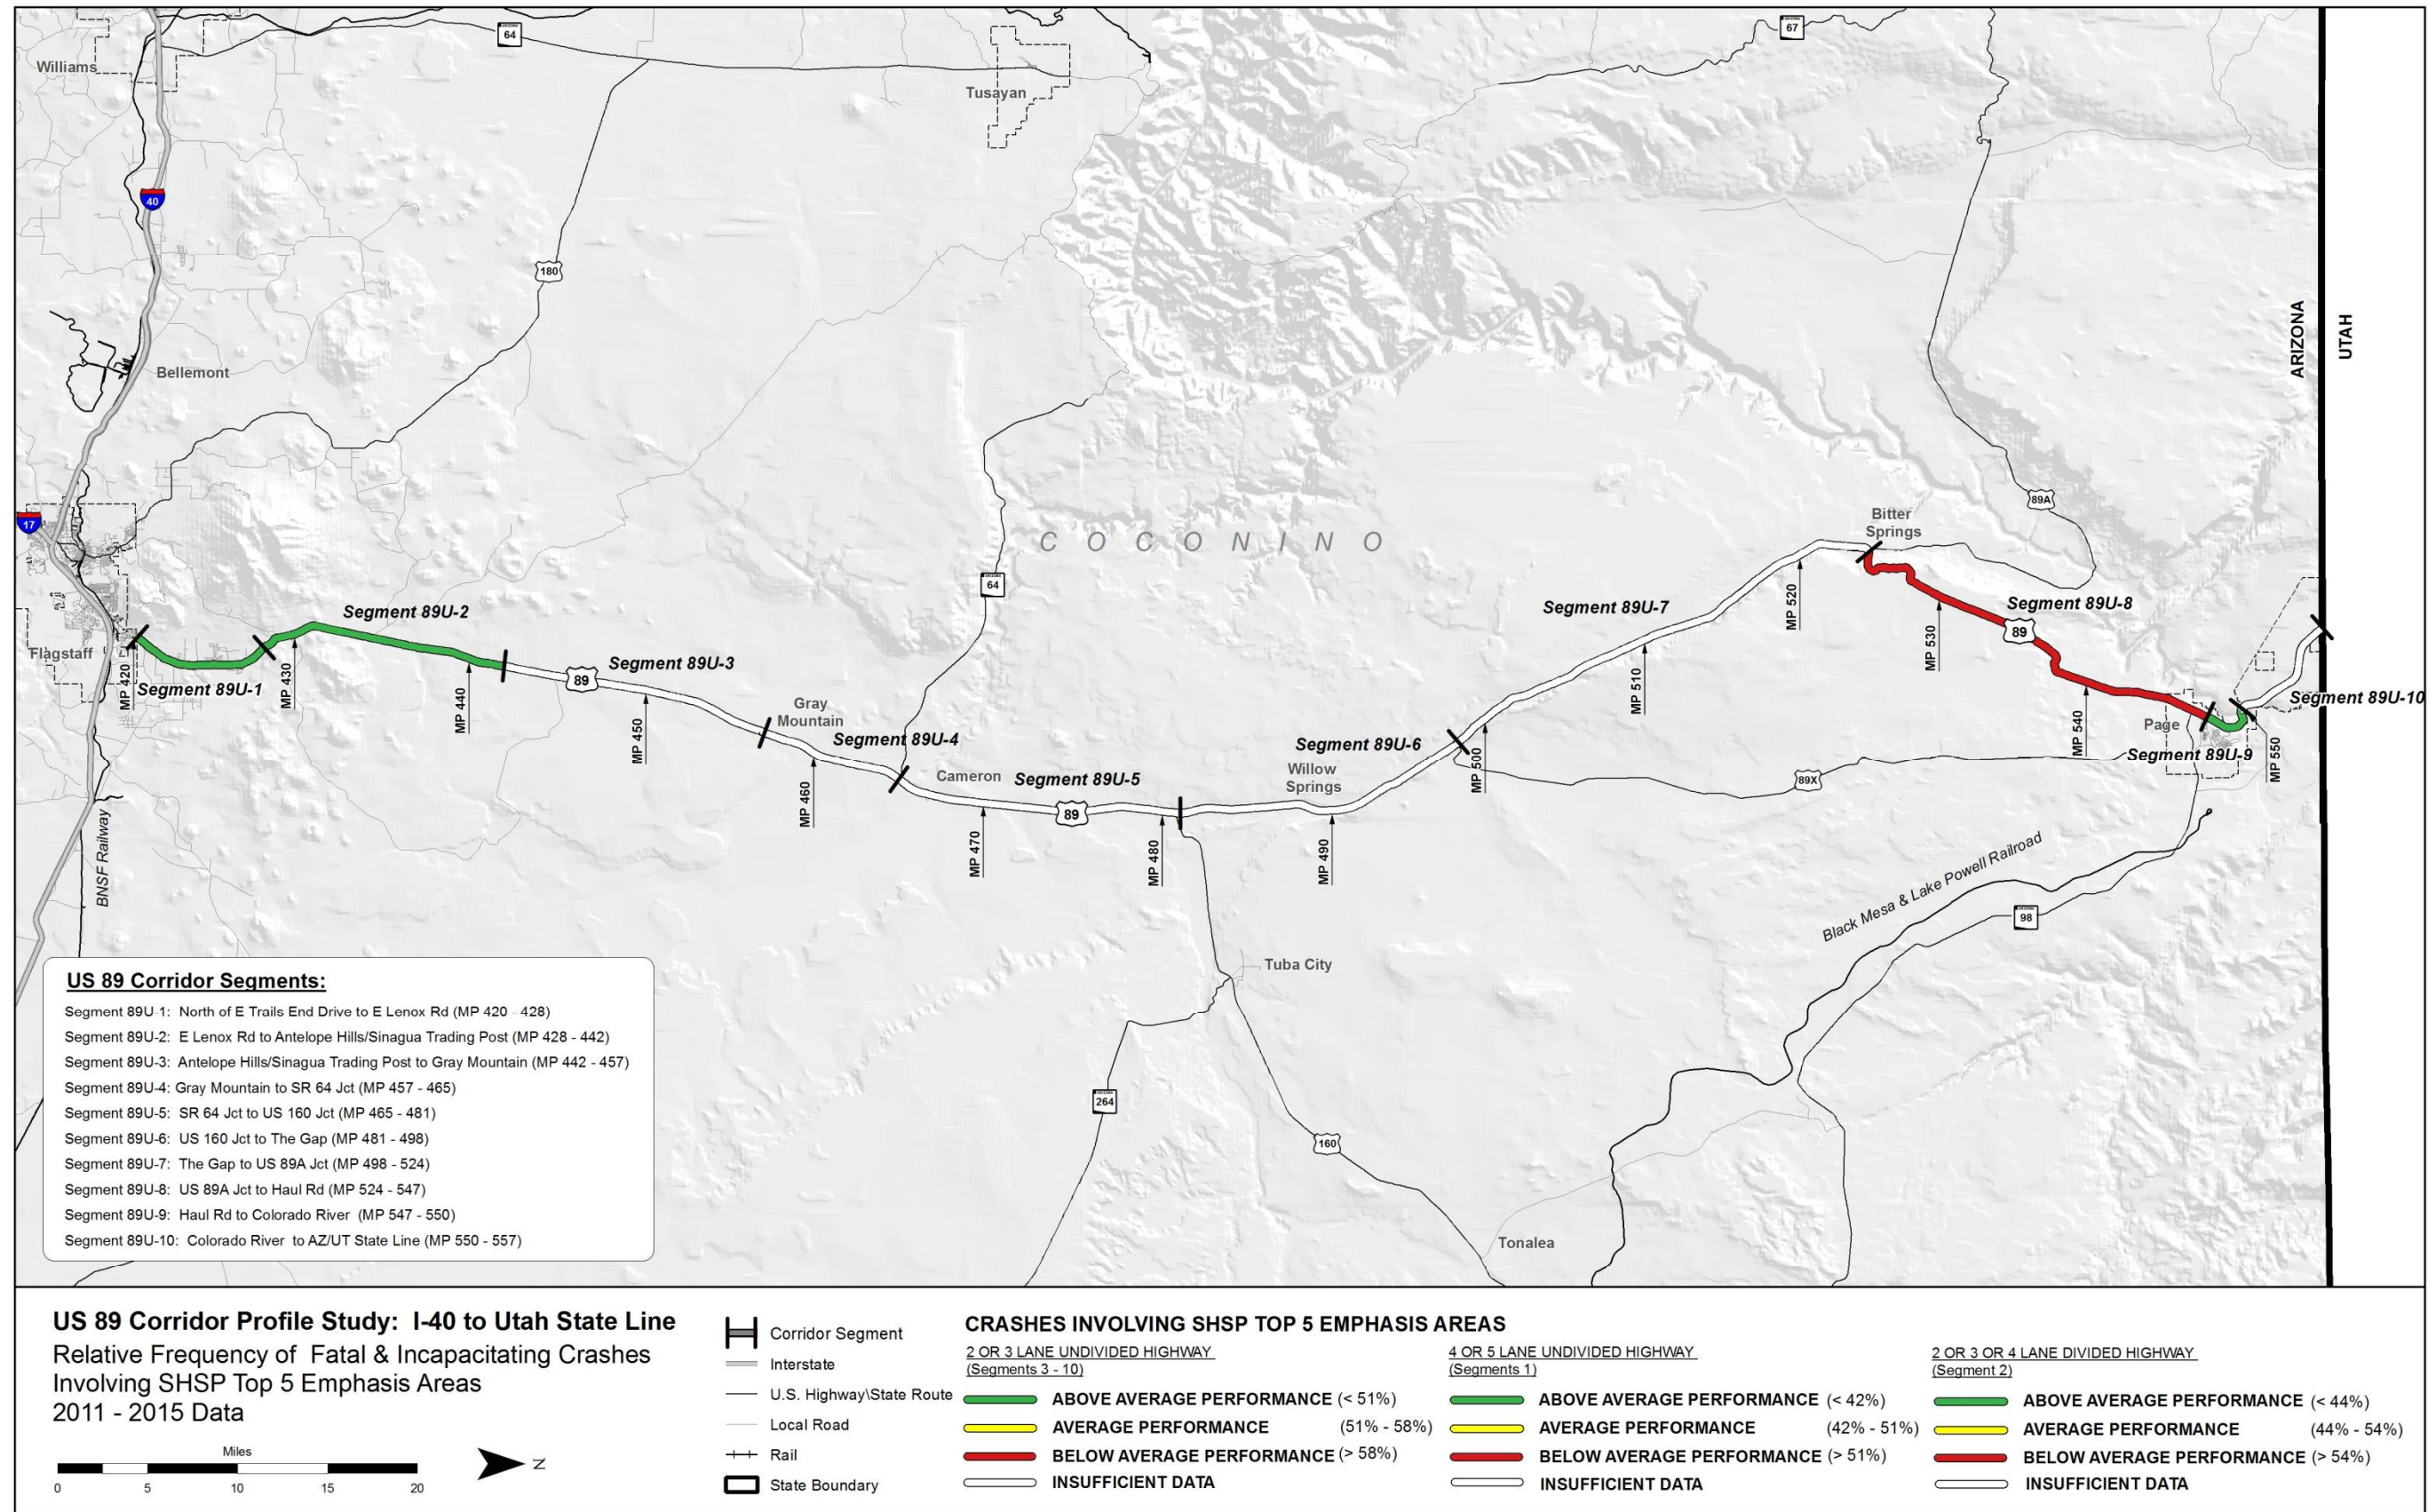 64
67
Williams
Tusayan
40
180
ARIZONA
UTAH
Bellemont
89A
17
Bitter
Springs
COCONINO
64
Segment 89U-2
Segment 89U-7
MP 520
Segment 89U-8
89
MP 530
Flagstaff
MP 420
Segment 89U-1
MP 430
MP 440
89
Segment 89U-3
MP 450
Gray
Mountain
Segment 89U-4
MP 460
Cameron
Segment 89U-5
89
MP 470
MP 480
Segment 89U-6
Willow
Springs
MP 490
MP 500
MP 510
89X
MP 540
Page
Segment 89U-9
MP 550
Segment 89U-10
BNSF Railway
Black Mesa & Lake Powell Railroad
98
Tuba City
264
160
Tonalea
US 89 Corridor Segments:
Segment 89U-1: North of E Trails End Drive to E Lenox Rd (MP 420 - 428)
Segment 89U-2: E Lenox Rd to Antelope Hills/Sinagua Trading Post (MP 428 - 442)
Segment 89U-3: Antelope Hills/Sinagua Trading Post to Gray Mountain (MP 442 - 457)
Segment 89U-4: Gray Mountain to SR 64 Jct (MP 457 - 465)
Segment 89U-5: SR 64 Jct to US 160 Jct (MP 465 - 481)
Segment 89U-6: US 160 Jct to The Gap (MP 481 - 498)
Segment 89U-7: The Gap to US 89A Jct (MP 498 - 524)
Segment 89U-8: US 89A Jct to Haul Rd (MP 524 - 547)
Segment 89U-9: Haul Rd to Colorado River (MP 547 - 550)
Segment 89U-10: Colorado River to AZ/UT State Line (MP 550 - 557)
US 89 Corridor Profile Study: I-40 to Utah State Line
Relative Frequency of Fatal & Incapacitating Crashes
Involving SHSP Top 5 Emphasis Areas
2011 - 2015 Data
Miles
0 5 10 15 20
N
Corridor Segment
Interstate
U.S. Highway\State Route
Local Road
Rail
State Boundary
CRASHES INVOLVING SHSP TOP 5 EMPHASIS AREAS
2 OR 3 LANE UNDIVIDED HIGHWAY
(Segments 3 - 10)
ABOVE AVERAGE PERFORMANCE (< 51%)
AVERAGE PERFORMANCE (51% - 58%)
BELOW AVERAGE PERFORMANCE (> 58%)
INSUFFICIENT DATA
4 OR 5 LANE UNDIVIDED HIGHWAY
(Segments 1)
ABOVE AVERAGE PERFORMANCE (< 42%)
AVERAGE PERFORMANCE (42% - 51%)
BELOW AVERAGE PERFORMANCE (> 51%)
INSUFFICIENT DATA
2 OR 3 OR 4 LANE DIVIDED HIGHWAY
(Segment 2)
ABOVE AVERAGE PERFORMANCE (< 44%)
AVERAGE PERFORMANCE (44% - 54%)
BELOW AVERAGE PERFORMANCE (> 54%)
INSUFFICIENT DATA